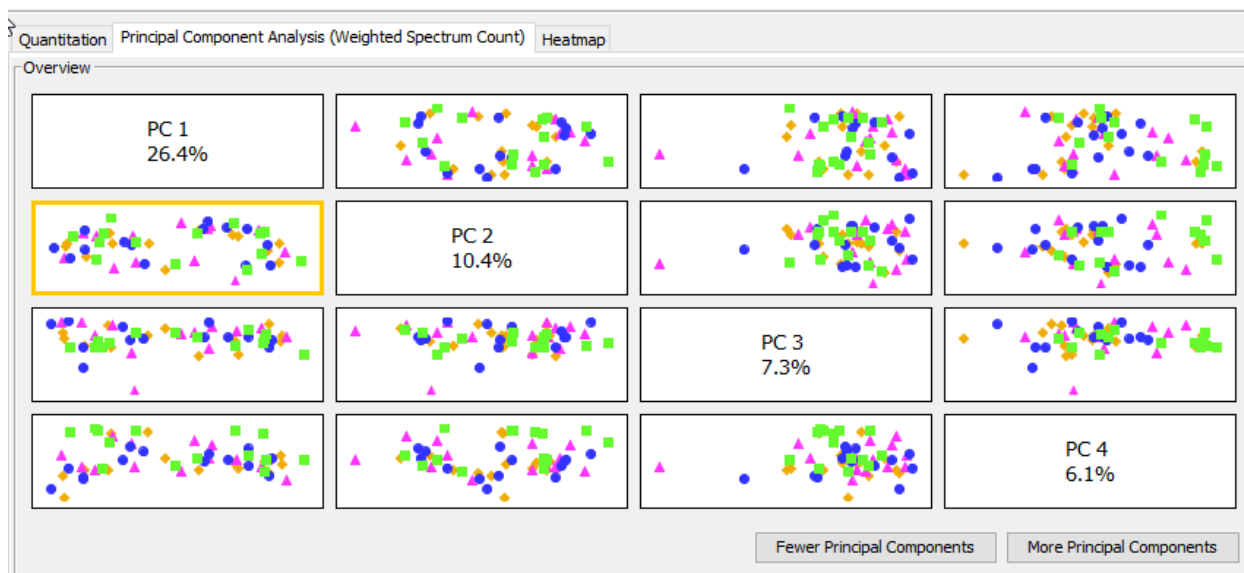 Quantitation
Principal Component Analysis (Weighted Spectrum Count)
Heatmap
Overview
PC 1
26.4%
PC 2
10.4%
PC 3
7.3%
PC 4
6.1%
Fewer Principal Components
More Principal Components